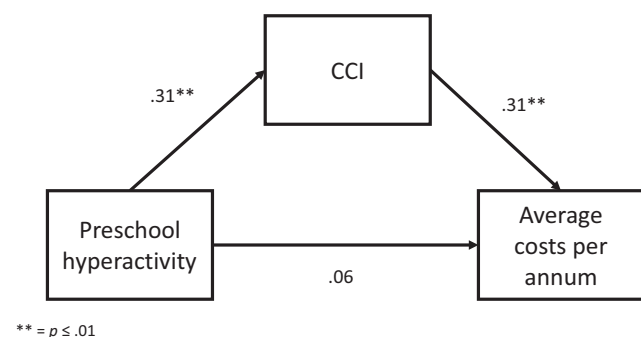 CCI
.31**
.31**
Preschool
hyperactivity
Average
costs per
annum
.06
** = p ≤ .01